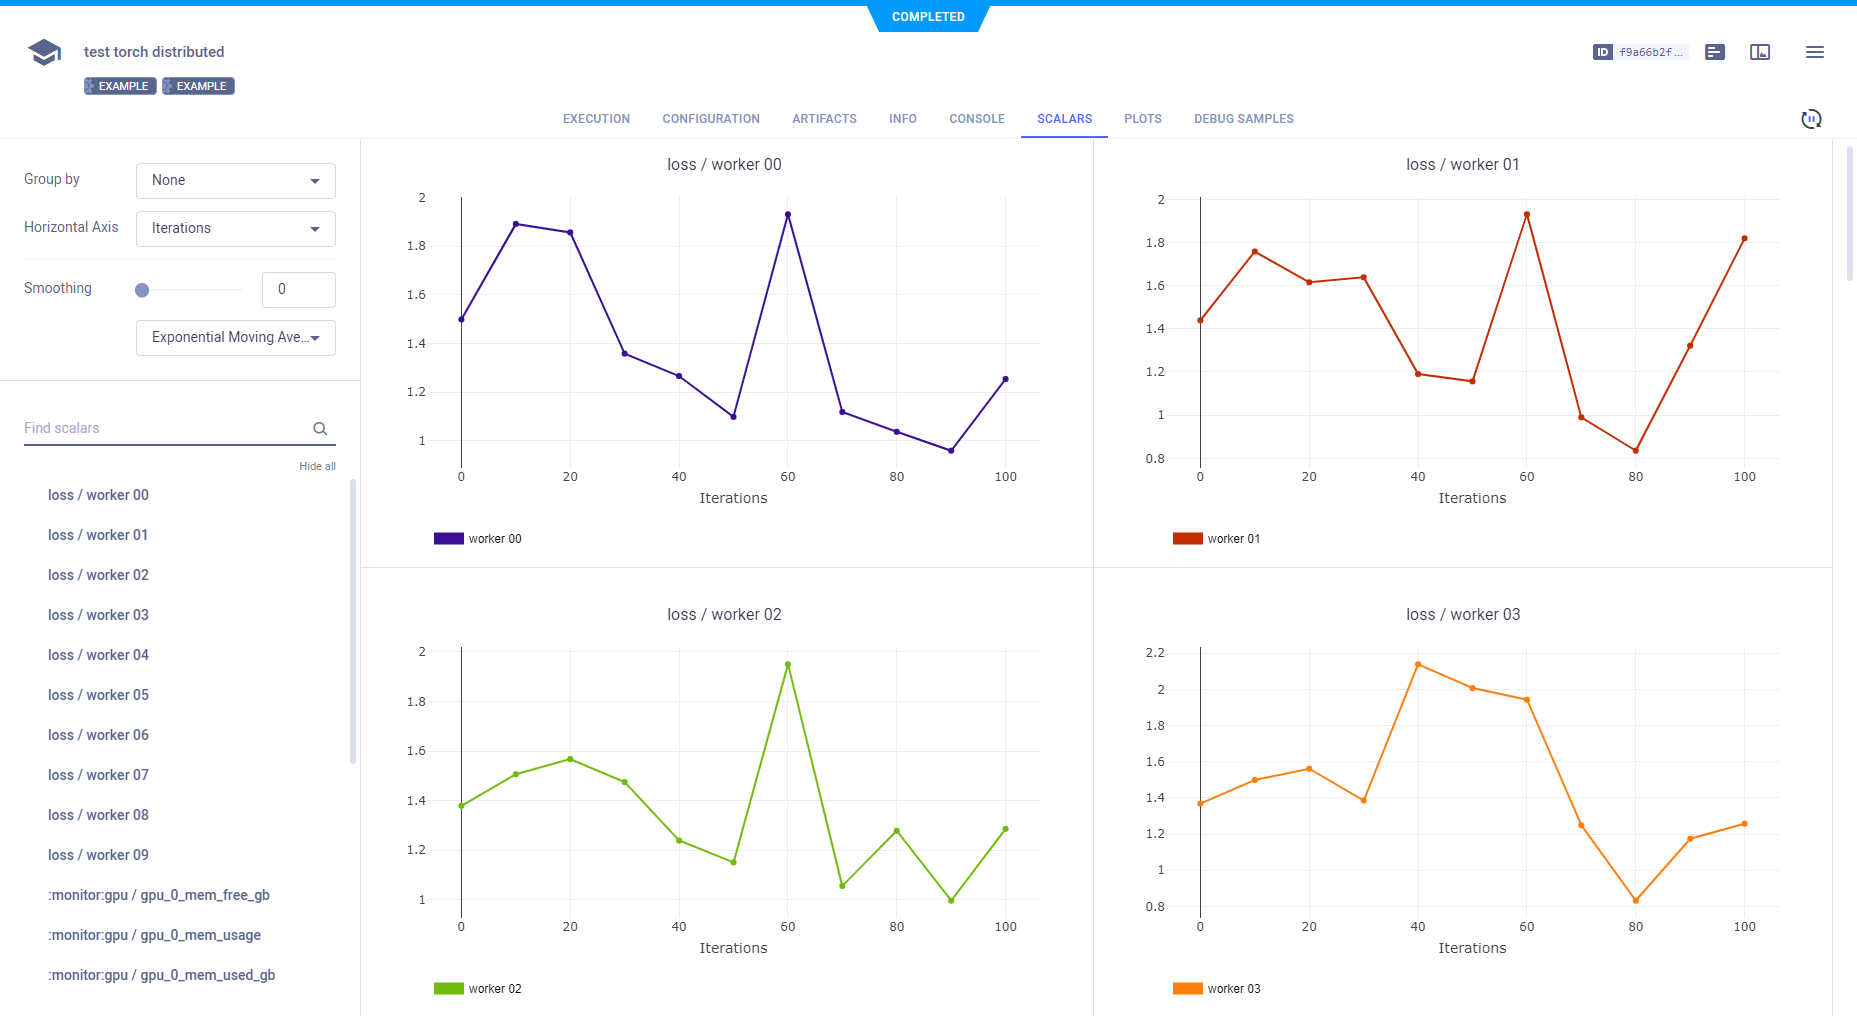 COMPLETED
test torch distributed
ID f9a66b2f...
EXAMPLE EXAMPLE
EXECUTION CONFIGURATION ARTIFACTS INFO CONSOLE SCALARS PLOTS DEBUG SAMPLES
Group by None
Horizontal Axis Iterations
Smoothing 0
Exponential Moving Ave...
Find scalars
Hide all
loss / worker 00
loss / worker 01
loss / worker 02
loss / worker 03
loss / worker 04
loss / worker 05
loss / worker 06
loss / worker 07
loss / worker 08
loss / worker 09
:monitor:gpu / gpu_0_mem_free_gb
:monitor:gpu / gpu_0_mem_usage
:monitor:gpu / gpu_0_mem_used_gb
loss / worker 00
2
1.8
1.6
1.4
1.2
1
0 20 40 60 80 100
Iterations
worker 00
loss / worker 01
2
1.8
1.6
1.4
1.2
1
0.8
0 20 40 60 80 100
Iterations
worker 01
loss / worker 02
2
1.8
1.6
1.4
1.2
1
0 20 40 60 80 100
Iterations
worker 02
loss / worker 03
2.2
2
1.8
1.6
1.4
1.2
1
0.8
0 20 40 60 80 100
Iterations
worker 03